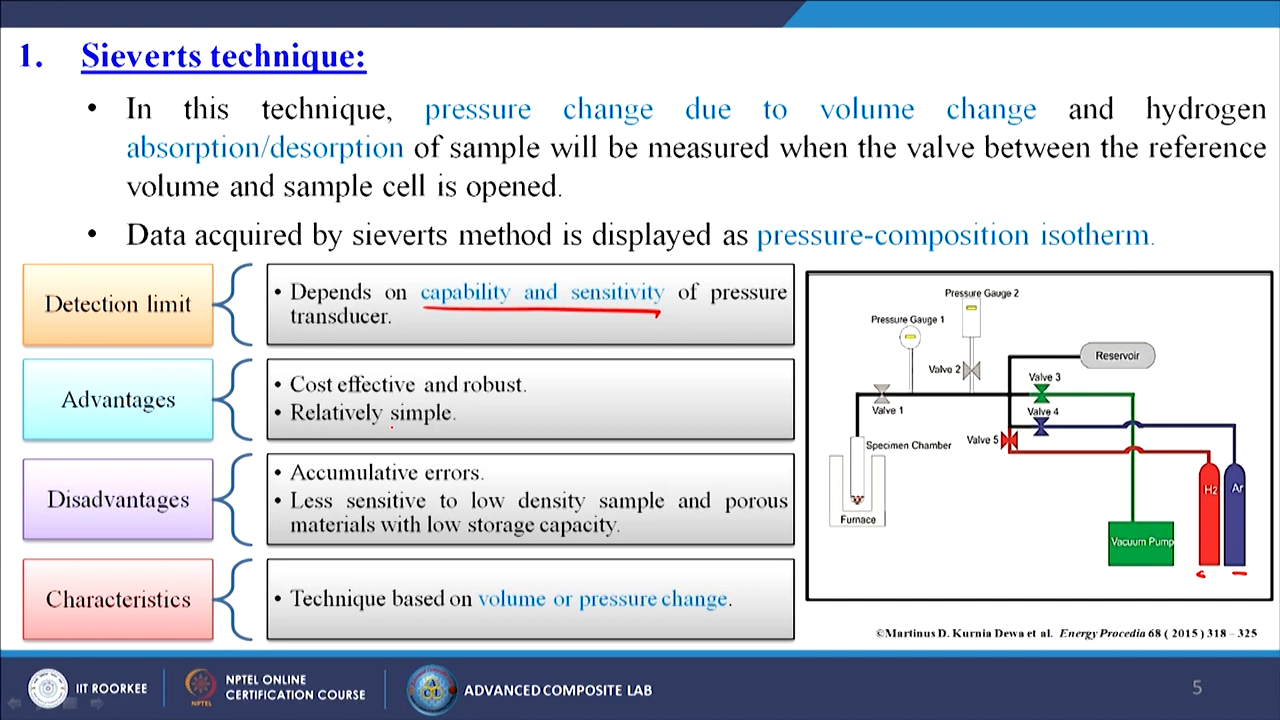 1. Sieverts technique:
• In this technique, pressure change due to volume change and hydrogen
absorption/desorption of sample will be measured when the valve between the reference
volume and sample cell is opened.
• Data acquired by sieverts method is displayed as pressure-composition isotherm.
Detection limit
• Depends on capability and sensitivity of pressure
transducer.
Advantages
• Cost effective and robust.
• Relatively simple.
Disadvantages
• Accumulative errors.
• Less sensitive to low density sample and porous
materials with low storage capacity.
Characteristics
• Technique based on volume or pressure change.
Pressure Gauge 2
Pressure Gauge 1
Reservoir
Valve 2
Valve 3
Valve 1
Valve 4
Specimen Chamber
Valve 5
H2
Ar
Furnace
Vacuum Pump
©Martinus D. Kurnia Dewa et al. Energy Procedia 68 ( 2015 ) 318 – 325
IIT ROORKEE
NPTEL
NPTEL ONLINE
CERTIFICATION COURSE
ACL
ADVANCED COMPOSITE LAB
5